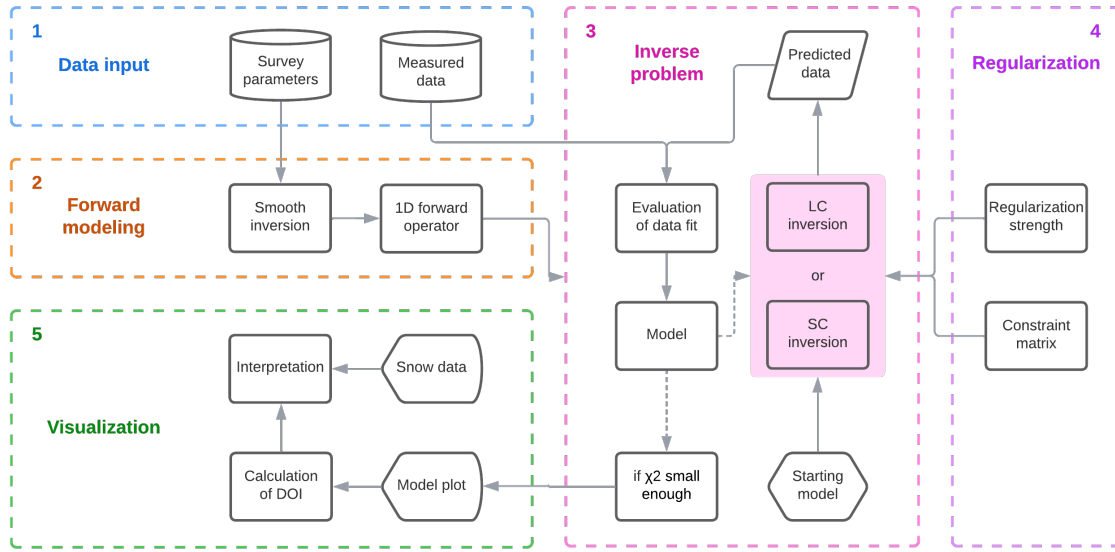 1
Data input
Survey
parameters
Measured
data
2
Forward
modeling
Smooth
inversion
1D forward
operator
3
Inverse
problem
Predicted
data
Evaluation
of data fit
LC
inversion
or
SC
inversion
Model
if χ2 small
enough
Starting
model
4
Regularization
Regularization
strength
Constraint
matrix
5
Visualization
Interpretation
Snow data
Calculation
of DOI
Model plot